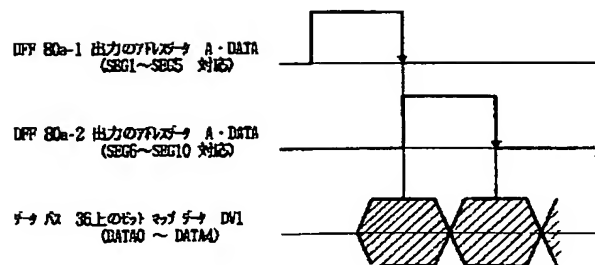 DFF 80a-1 出力のアドレスデータ A・DATA
(SEG1～SEG5 対応)
DFF 80a-2 出力のアドレスデータ A・DATA
(SEG6～SEG10 対応)
データ バス 36上のビット マップ データ DV1
(DATA0 ～ DATA4)